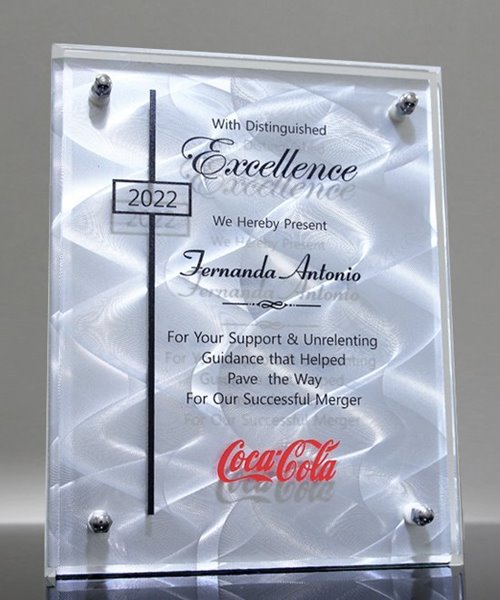 With Distinguished
Excellence
2022
We Hereby Present
Fernanda Antonio
For Your Support & Unrelenting
Guidance that Helped
Pave the Way
For Our Successful Merger
Coca-Cola